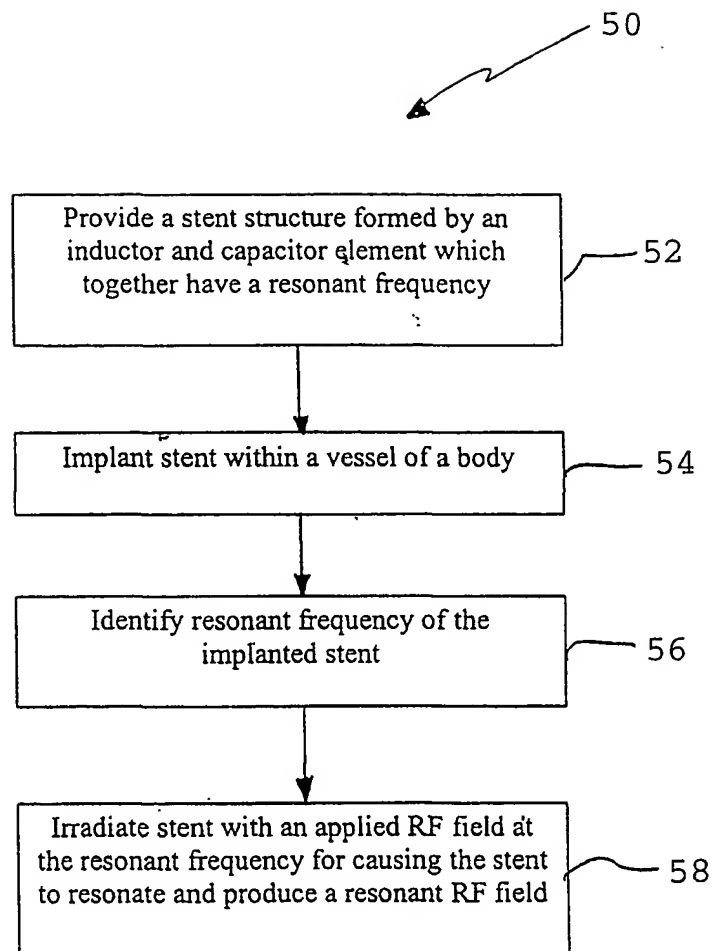 50
Provide a stent structure formed by an
inductor and capacitor element which
together have a resonant frequency
52
Implant stent within a vessel of a body
54
Identify resonant frequency of the
implanted stent
56
Irradiate stent with an applied RF field at
the resonant frequency for causing the stent
to resonate and produce a resonant RF field
58